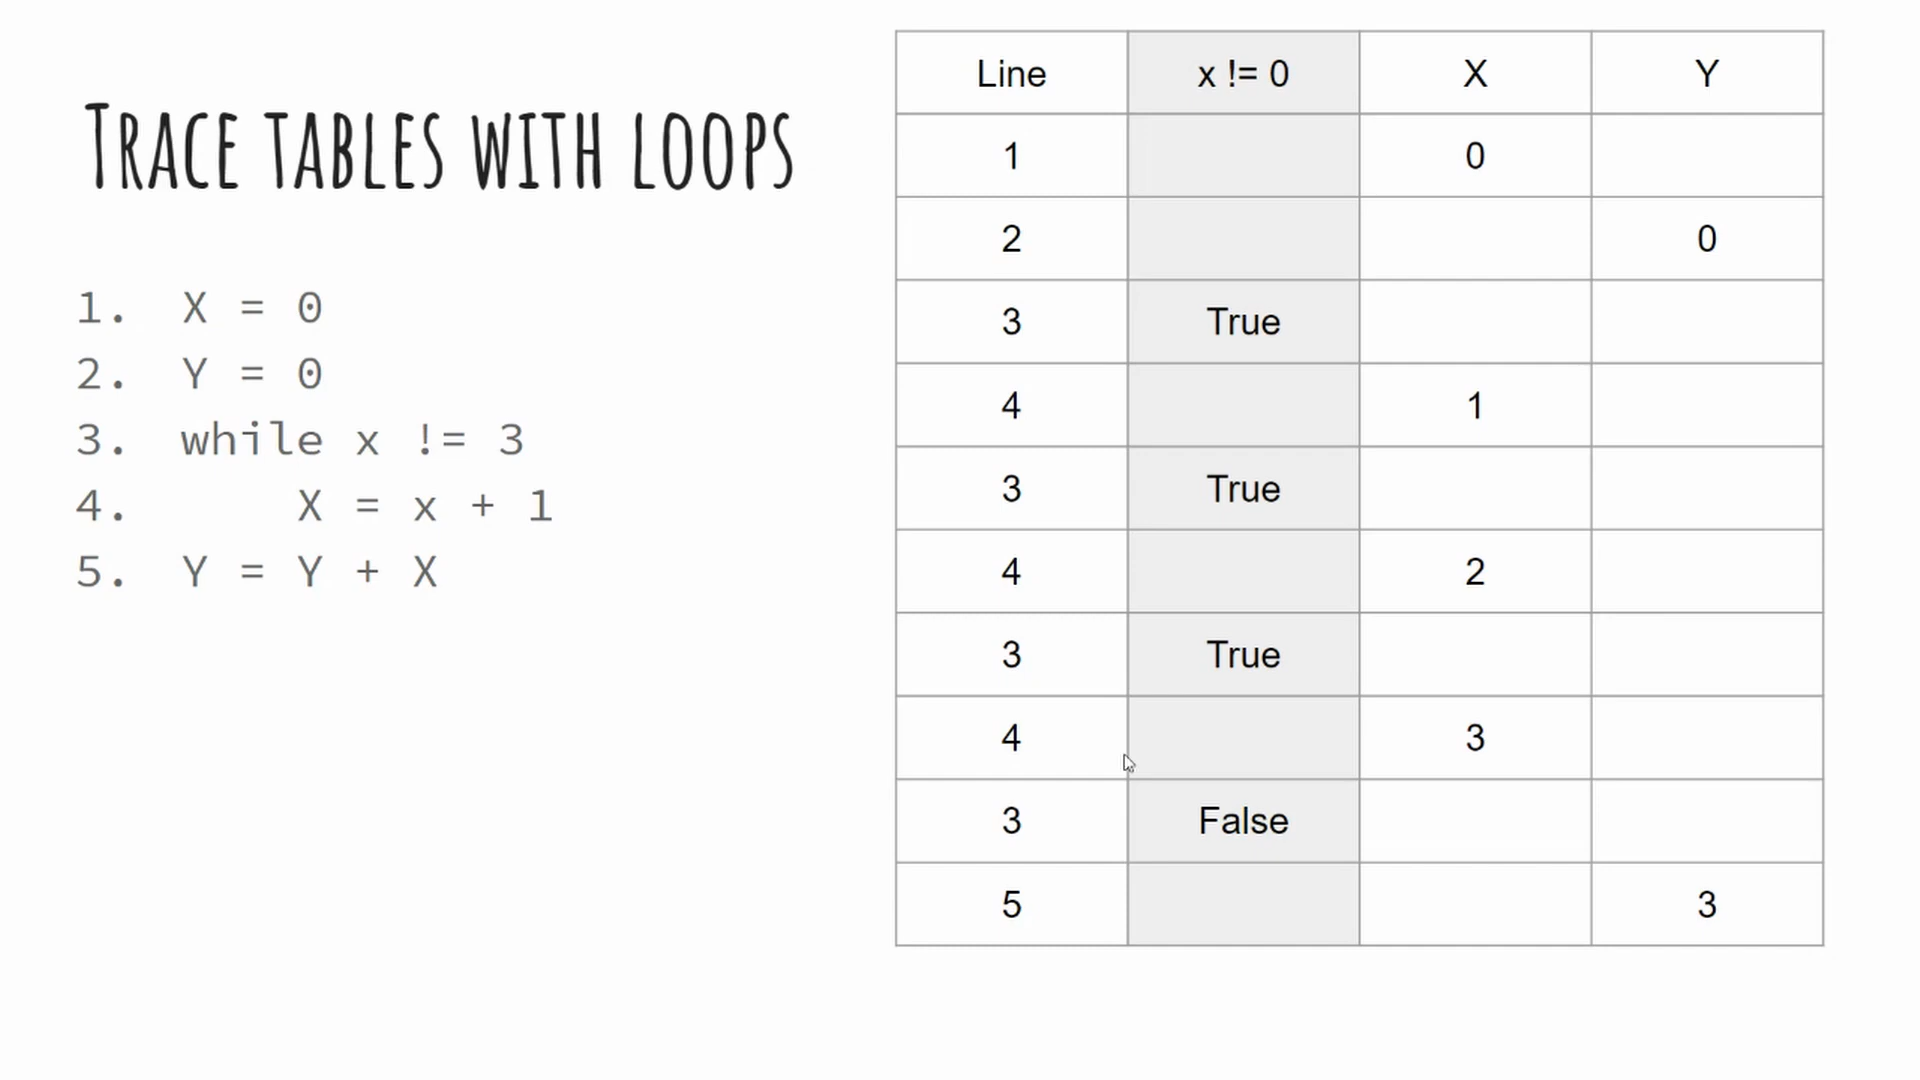 TRACE TABLES WITH LOOPS
1. X = 0
2. Y = 0
3. while x != 3
4. X = x + 1
5. Y = Y + X
Line x != 0 X Y
1 0
2 0
3 True
4 1
3 True
4 2
3 True
4 3
3 False
5 3